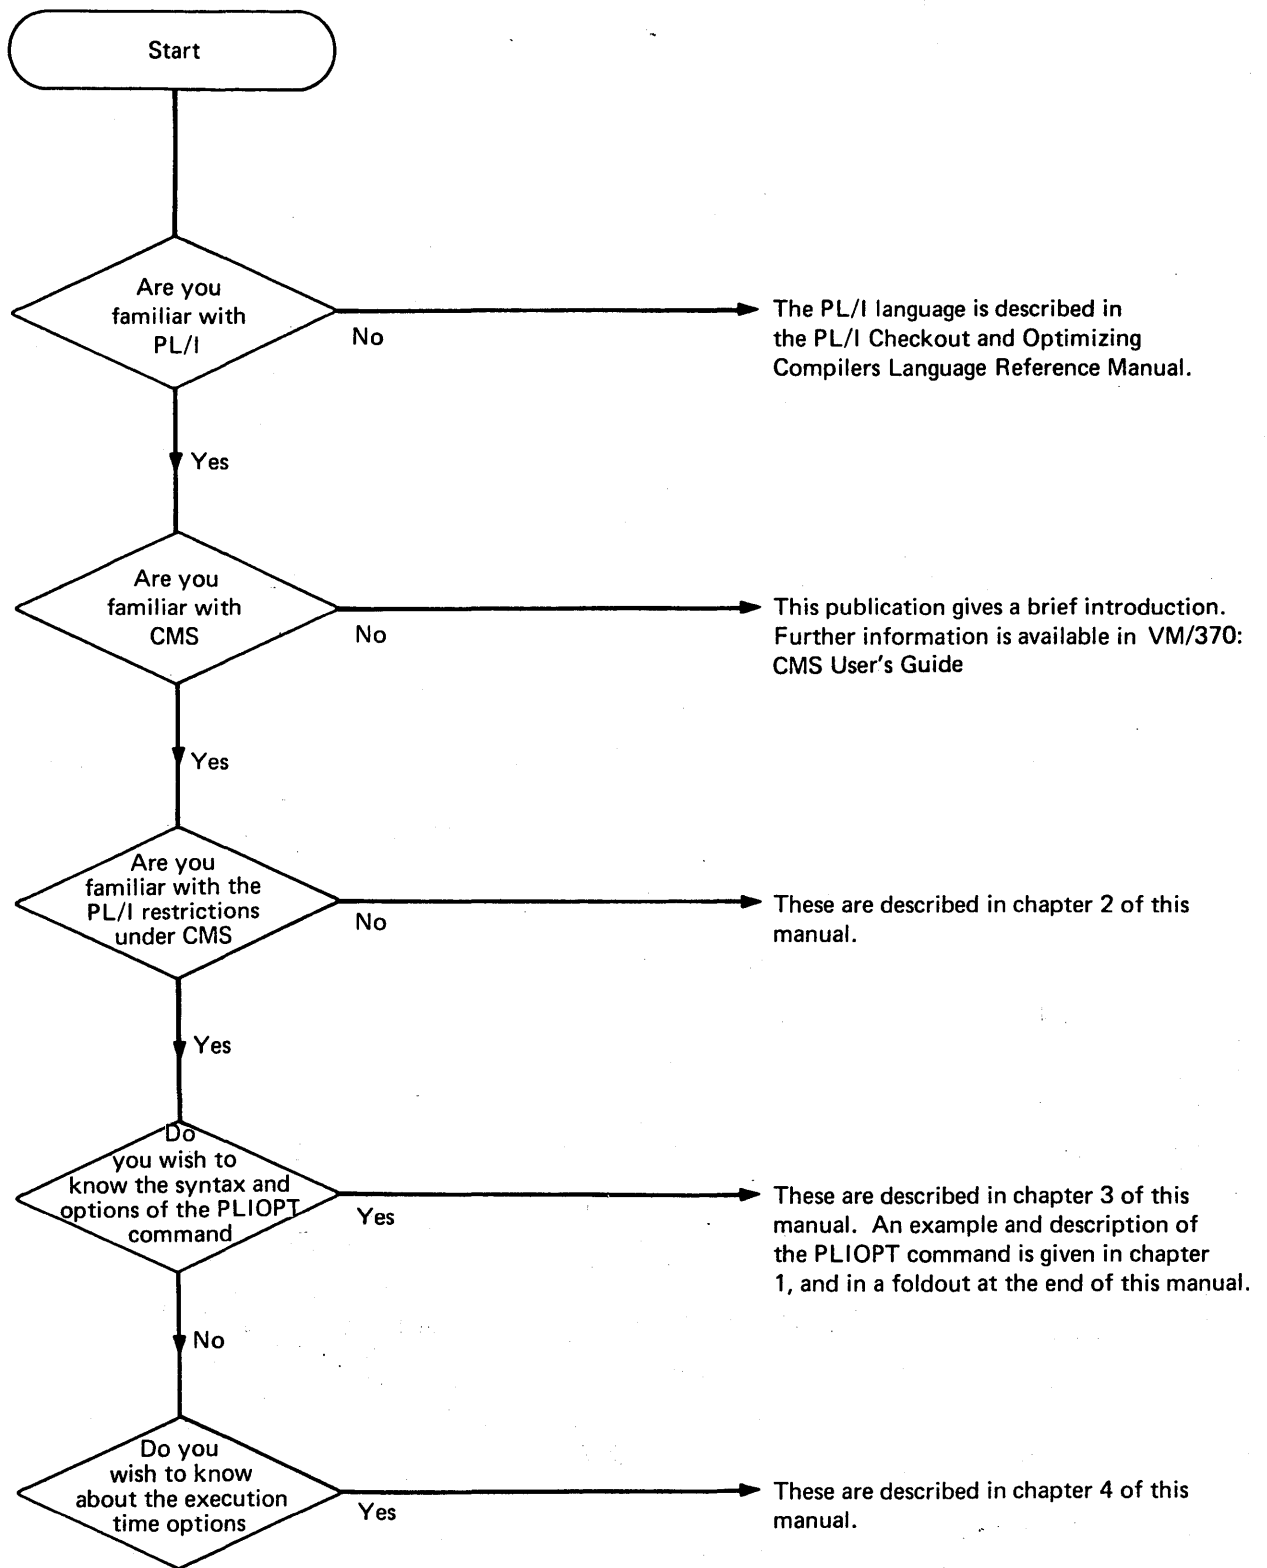 Start
Are you
familiar with
PL/I
No
The PL/I language is described in
the PL/I Checkout and Optimizing
Compilers Language Reference Manual.
Yes
Are you
familiar with
CMS
No
This publication gives a brief introduction.
Further information is available in VM/370:
CMS User's Guide
Yes
Are you
familiar with the
PL/I restrictions
under CMS
No
These are described in chapter 2 of this
manual.
Yes
Do
you wish to
know the syntax and
options of the PLIOPT
command
Yes
These are described in chapter 3 of this
manual. An example and description of
the PLIOPT command is given in chapter
1, and in a foldout at the end of this manual.
No
Do you
wish to know
about the execution
time options
Yes
These are described in chapter 4 of this
manual.